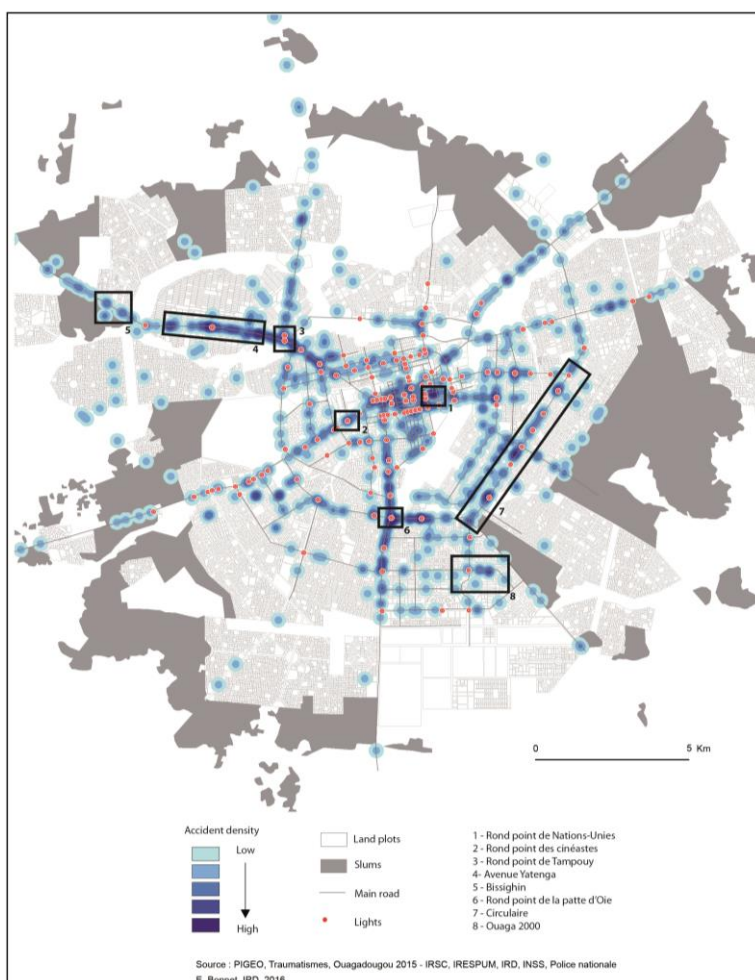 5
4
3
2
1
6
7
8
0
5 Km
Accident density
Low
High
Land plots
Slums
Main road
Lights
1 - Rond point de Nations-Unies
2 - Rond point des cinéastes
3 - Rond point de Tampouy
4- Avenue Yatenga
5 - Bissighin
6 - Rond point de la patte d'Oie
7 - Circulaire
8 - Ouaga 2000
Source : PIGEO, Traumatismes, Ouagadougou 2015 - IRSC, IRESPUM, IRD, INSS, Police nationale
E. Bonnet, IRD, 2016